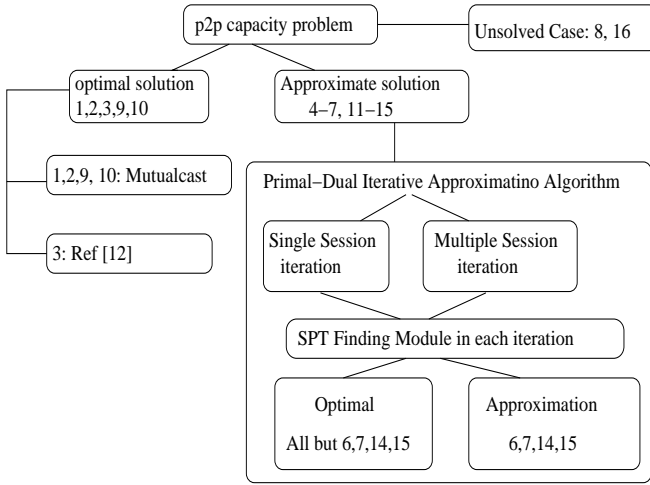 p2p capacity problem
Unsolved Case: 8, 16
optimal solution
1,2,3,9,10
Approximate solution
4–7, 11–15
1,2,9, 10: Mutualcast
3: Ref [12]
Primal–Dual Iterative Approximatino Algorithm
Single Session
iteration
Multiple Session
iteration
SPT Finding Module in each iteration
Optimal
All but 6,7,14,15
Approximation
6,7,14,15